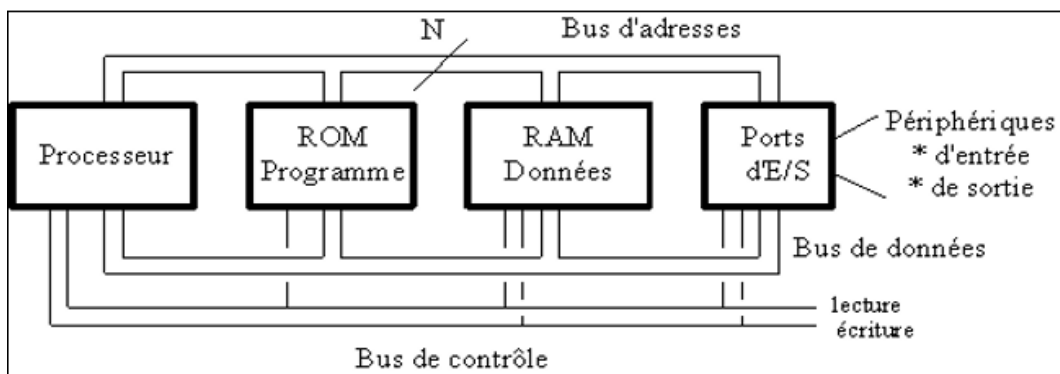 N
Bus d'adresses
Processeur
ROM
Programme
RAM
Données
Ports
d'E/S
Périphériques
* d'entrée
* de sortie
Bus de données
lecture
écriture
Bus de contrôle